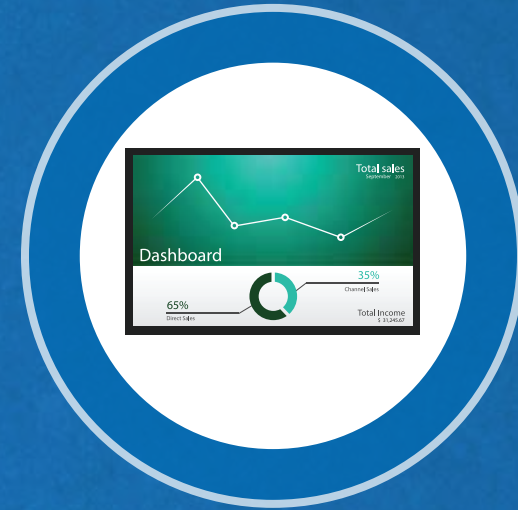 Total sales
September 2013
Dashboard
35%
Channel Sales
65%
Direct Sales
Total Income
$ 31,245.67